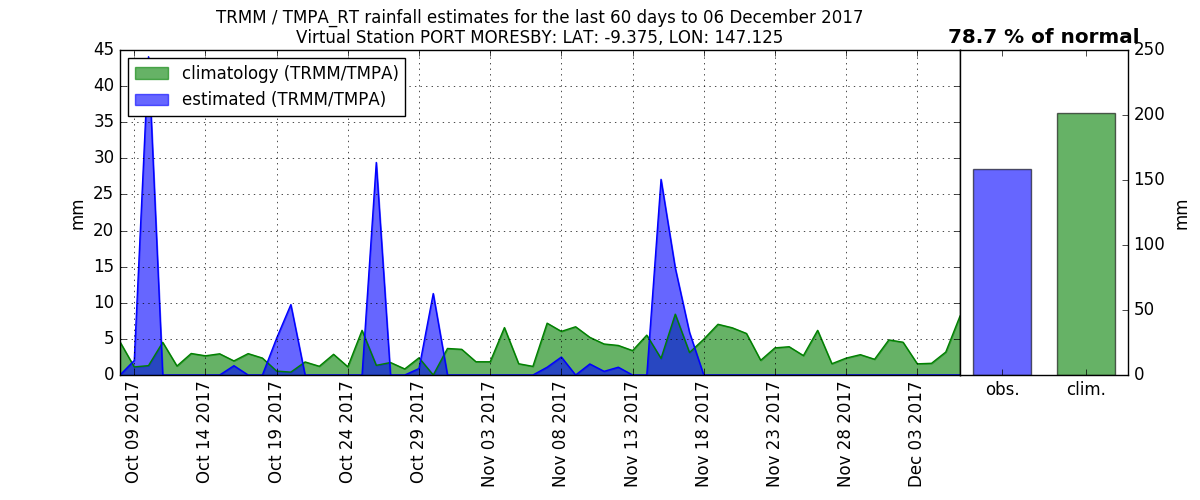 TRMM / TMPA_RT rainfall estimates for the last 60 days to 06 December 2017
Virtual Station PORT MORESBY: LAT: -9.375, LON: 147.125
78.7 % of normal
climatology (TRMM/TMPA)
estimated (TRMM/TMPA)
mm
45
40
35
30
25
20
15
10
5
0
Oct 09 2017
Oct 14 2017
Oct 19 2017
Oct 24 2017
Oct 29 2017
Nov 03 2017
Nov 08 2017
Nov 13 2017
Nov 18 2017
Nov 23 2017
Nov 28 2017
Dec 03 2017
obs.
clim.
250
200
150
100
50
0
mm